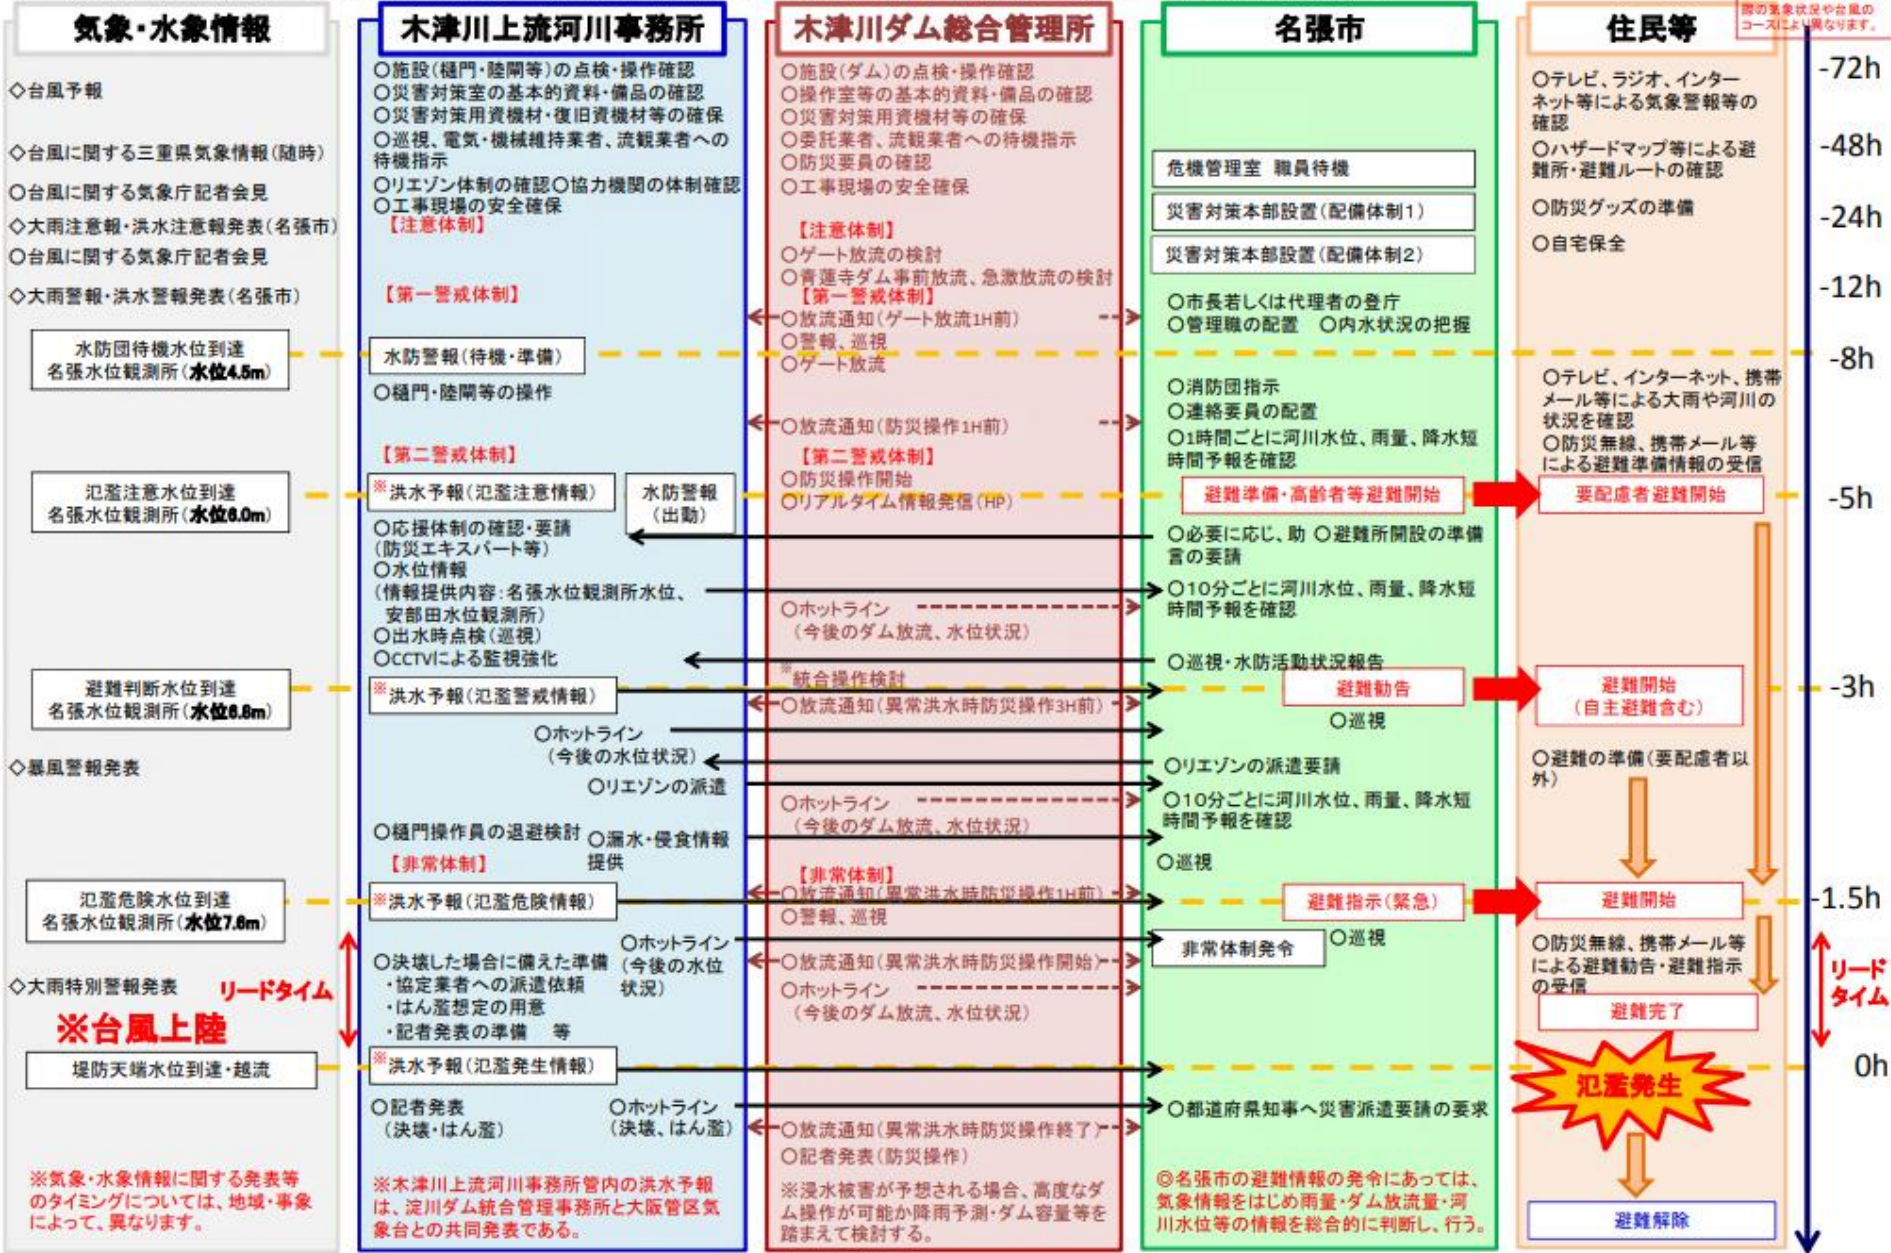 気象・水象情報
◇台風予報
◇台風に関する三重県気象情報(随時)
○台風に関する気象庁記者会見
◇大雨注意報・洪水注意報発表(名張市)
○台風に関する気象庁記者会見
◇大雨警報・洪水警報発表(名張市)
水防団待機水位到達
名張水位観測所(水位4.5m)
氾濫注意水位到達
名張水位観測所(水位6.0m)
避難判断水位到達
名張水位観測所(水位6.8m)
◇暴風警報発表
氾濫危険水位到達
名張水位観測所(水位7.6m)
◇大雨特別警報発表
リードタイム
※台風上陸
堤防天端水位到達・越流
※気象・水象情報に関する発表等
のタイミングについては、地域・事象
によって、異なります。
木津川上流河川事務所
○施設(樋門・陸閘等)の点検・操作確認
○災害対策室の基本的資料・備品の確認
○災害対策用資機材・復旧資機材等の確保
○巡視、電気・機械維持業者、流観業者への
待機指示
○リエゾン体制の確認○協力機関の体制確認
○工事現場の安全確保
【注意体制】
【第一警戒体制】
水防警報(待機・準備)
○樋門・陸閘等の操作
【第二警戒体制】
※洪水予報(氾濫注意情報)
水防警報
(出動)
○応援体制の確認・要請
(防災エキスパート等)
○水位情報
(情報提供内容:名張水位観測所水位、
安部田水位観測所)
○出水時点検(巡視)
○CCTVによる監視強化
※洪水予報(氾濫警戒情報)
○ホットライン
(今後の水位状況)
○リエゾンの派遣
○樋門操作員の退避検討
○漏水・侵食情報
提供
【非常体制】
※洪水予報(氾濫危険情報)
○ホットライン
(今後の水位
状況)
○決壊した場合に備えた準備
・協定業者への派遣依頼
・はん濫想定の用意
・記者発表の準備 等
※洪水予報(氾濫発生情報)
○記者発表
(決壊・はん濫)
○ホットライン
(決壊、はん濫)
※木津川上流河川事務所管内の洪水予報
は、淀川ダム統合管理事務所と大阪管区気
象台との共同発表である。
木津川ダム総合管理所
○施設(ダム)の点検・操作確認
○操作室等の基本的資料・備品の確認
○災害対策用資機材等の確保
○委託業者、流観業者への待機指示
○防災要員の確認
○工事現場の安全確保
【注意体制】
○ゲート放流の検討
○青蓮寺ダム事前放流、急激放流の検討
【第一警戒体制】
○放流通知(ゲート放流1H前)
○警報、巡視
○ゲート放流
○放流通知(防災操作1H前)
【第二警戒体制】
○防災操作開始
○リアルタイム情報発信(HP)
○ホットライン
(今後のダム放流、水位状況)
※統合操作検討
○放流通知(異常洪水時防災操作3H前)
○ホットライン
(今後のダム放流、水位状況)
【非常体制】
○放流通知(異常洪水時防災操作1H前)
○警報、巡視
○放流通知(異常洪水時防災操作開始)
○ホットライン
(今後のダム放流、水位状況)
○放流通知(異常洪水時防災操作終了)
○記者発表(防災操作)
※浸水被害が予想される場合、高度なダ
ム操作が可能か降雨予測・ダム容量等を
踏まえて検討する。
名張市
危機管理室 職員待機
災害対策本部設置(配備体制1)
災害対策本部設置(配備体制2)
○市長若しくは代理者の登庁
○管理職の配置 ○内水状況の把握
○消防団指示
○連絡要員の配置
○1時間ごとに河川水位、雨量、降水短
時間予報を確認
避難準備・高齢者等避難開始
○必要に応じ、助
言の要請
○避難所開設の準備
○10分ごとに河川水位、雨量、降水短
時間予報を確認
○巡視・水防活動状況報告
避難勧告
○巡視
○リエゾンの派遣要請
○10分ごとに河川水位、雨量、降水短
時間予報を確認
○巡視
避難指示(緊急)
非常体制発令
○巡視
○都道府県知事へ災害派遣要請の要求
◎名張市の避難情報の発令にあっては、
気象情報をはじめ雨量・ダム放流量・河
川水位等の情報を総合的に判断し、行う。
住民等
○テレビ、ラジオ、インター
ネット等による気象警報等の
確認
○ハザードマップ等による避
難所・避難ルートの確認
○防災グッズの準備
○自宅保全
○テレビ、インターネット、携帯
メール等による大雨や河川の
状況を確認
○防災無線、携帯メール等
による避難準備情報の受信
要配慮者避難開始
避難開始
(自主避難含む)
○避難の準備(要配慮者以
外)
避難開始
○防災無線、携帯メール等
による避難勧告・避難指示
の受信
避難完了
氾濫発生
避難解除
際の気象状況や台風の
コースにより異なります。
-72h
-48h
-24h
-12h
-8h
-5h
-3h
-1.5h
リード
タイム
0h